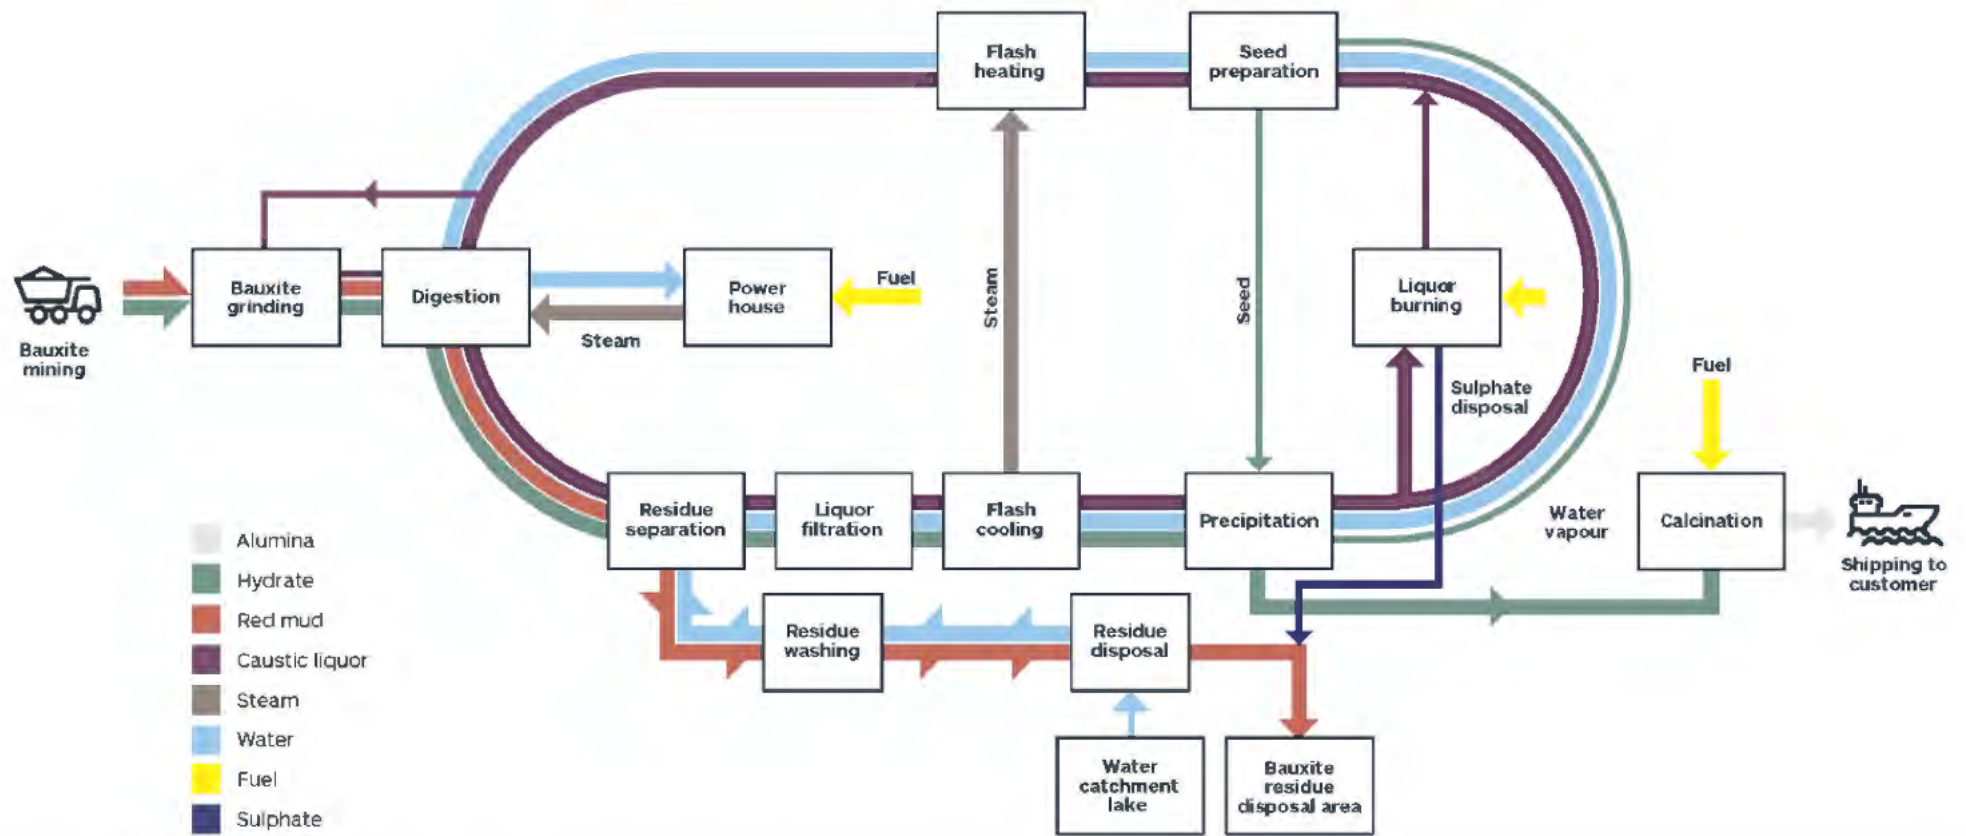 Flash
heating
Seed
preparation
Bauxite
mining
Bauxite
grinding
Digestion
Power
house
Fuel
Steam
Steam
Seed
Liquor
burning
Sulphate
disposal
Fuel
Residue
separation
Liquor
filtration
Flash
cooling
Precipitation
Water
vapour
Calcination
Shipping to
customer
Residue
washing
Residue
disposal
Water
catchment
lake
Bauxite
residue
disposal area
Alumina
Hydrate
Red mud
Caustic liquor
Steam
Water
Fuel
Sulphate